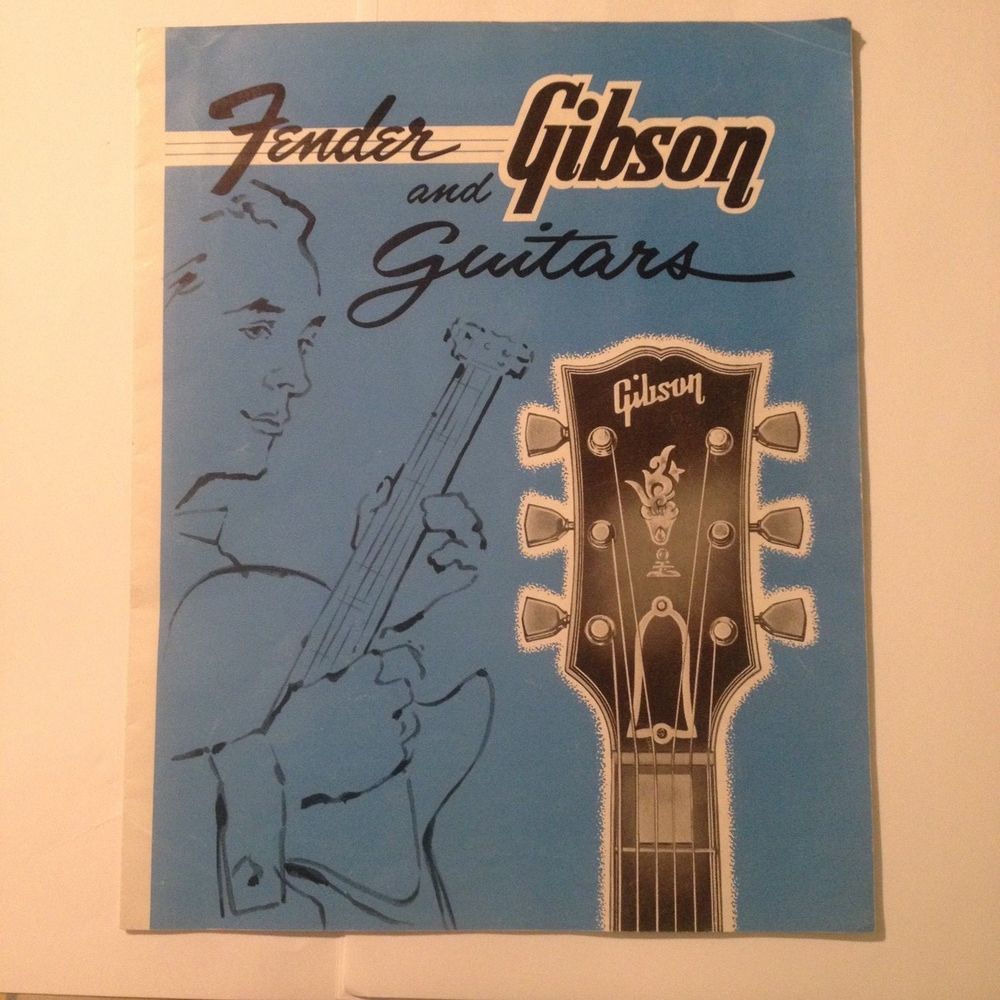 Fender
and Gibson
Guitars
Gibson